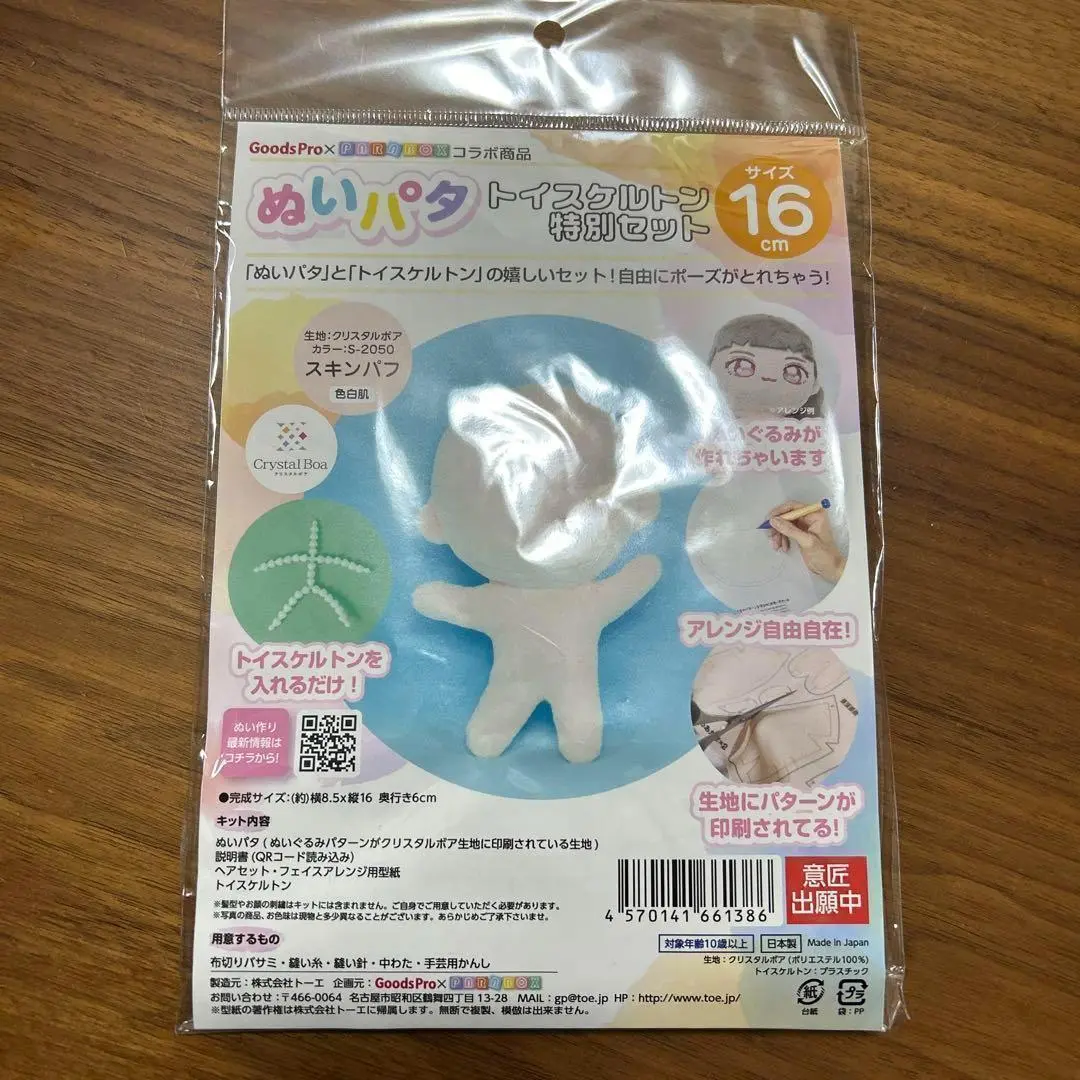 GoodsPro×PARABOXコラボ商品
ぬいパタ
トイスケルトン
特別セット
サイズ
16
cm
「ぬいパタ」と「トイスケルトン」の嬉しいセット!自由にポーズがとれちゃう!
生地:クリスタルボア
カラー:S-2050
スキンパフ
色白肌
Crystal Boa
クリスタルボア
※アレンジ例
いぐるみが
作れちゃいます
アレンジ自由自在!
トイスケルトンを
入れるだけ!
ぬい作り
最新情報は
コチラから!
生地にパターンが
印刷されてる!
●完成サイズ:(約)横8.5x縦16 奥行き6cm
キット内容
ぬいパタ(ぬいぐるみパターンがクリスタルボア生地に印刷されている生地)
説明書(QRコード読み込み)
ヘアセット・フェイスアレンジ用型紙
トイスケルトン
※髪型やお顔の刺繍はキットには含まれません。ご自身でご用意していただく必要があります。
※写真の商品、お色味は現物と多少異なることがございます。あらかじめご了承下さいませ。
4 570141 661386
意匠
出願中
用意するもの
布切りバサミ・縫い糸・縫い針・中わた・手芸用かんし
対象年齢10歳以上
日本製
Made in Japan
生地:クリスタルボア(ポリエステル100%)
トイスケルトン:プラスチック
製造元:株式会社トーエ 企画元:GoodsPro×PARABOX
お問い合わせ:〒466-0064 名古屋市昭和区鶴舞四丁目13-28 MAIL:gp@toe.jp HP:http://www.toe.jp/
※型紙の著作権は株式会社トーエに帰属します。無断で複製、模倣は出来ません。
紙
台紙
プラ
袋:PP